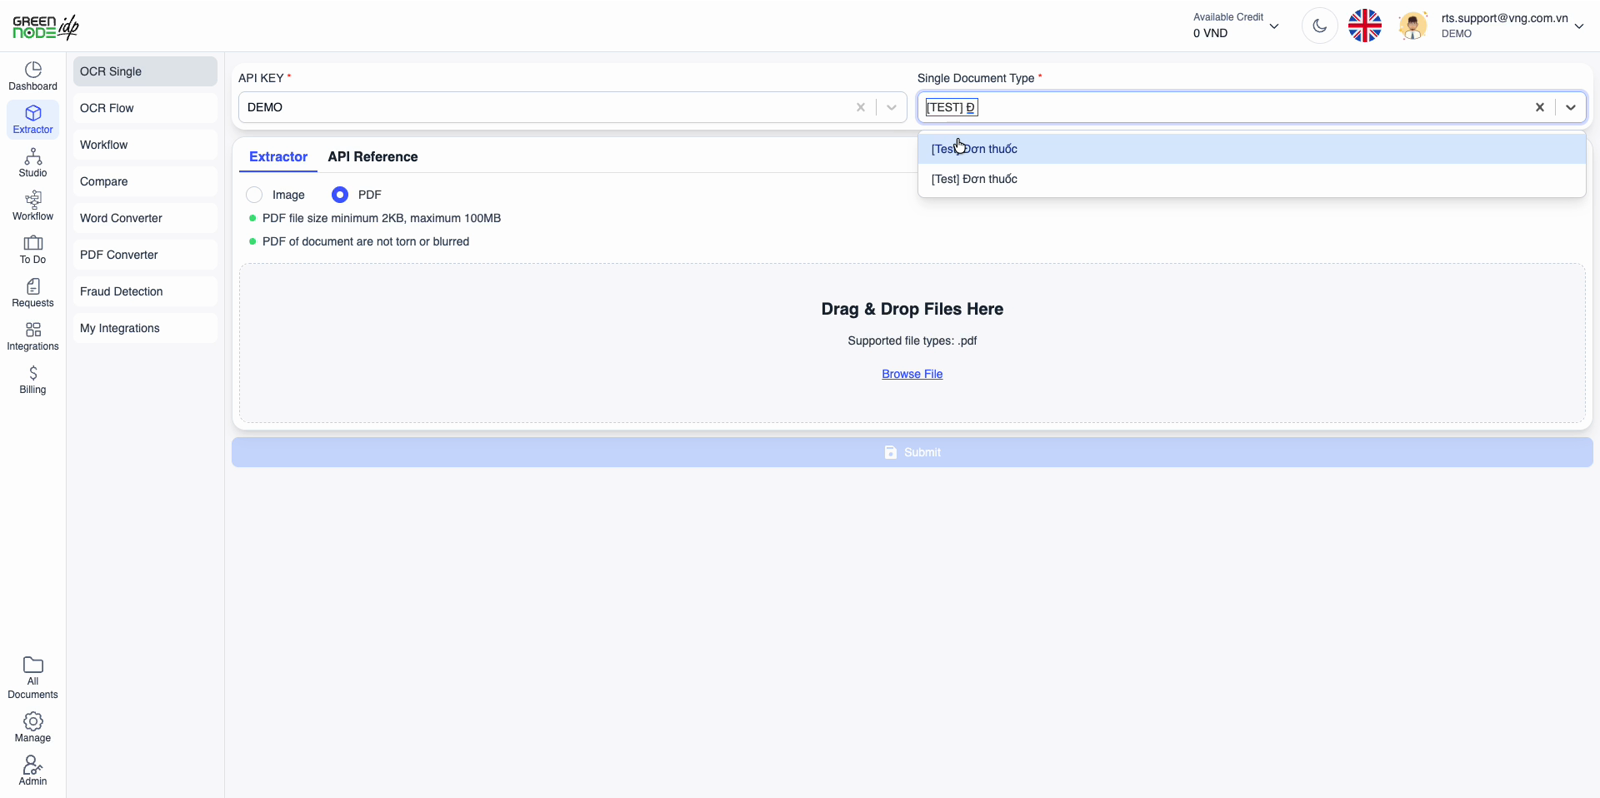 GREEN
NODE idp
Available Credit
0 VND
rts.support@vng.com.vn
DEMO
Dashboard
Extractor
Studio
Workflow
To Do
Requests
Integrations
Billing
All
Documents
Manage
Admin
OCR Single
OCR Flow
Workflow
Compare
Word Converter
PDF Converter
Fraud Detection
My Integrations
API KEY *
DEMO
Single Document Type *
[TEST] Đ
[Test] Đơn thuốc
[Test] Đơn thuốc
Extractor
API Reference
Image
PDF
PDF file size minimum 2KB, maximum 100MB
PDF of document are not torn or blurred
Drag & Drop Files Here
Supported file types: .pdf
Browse File
Submit